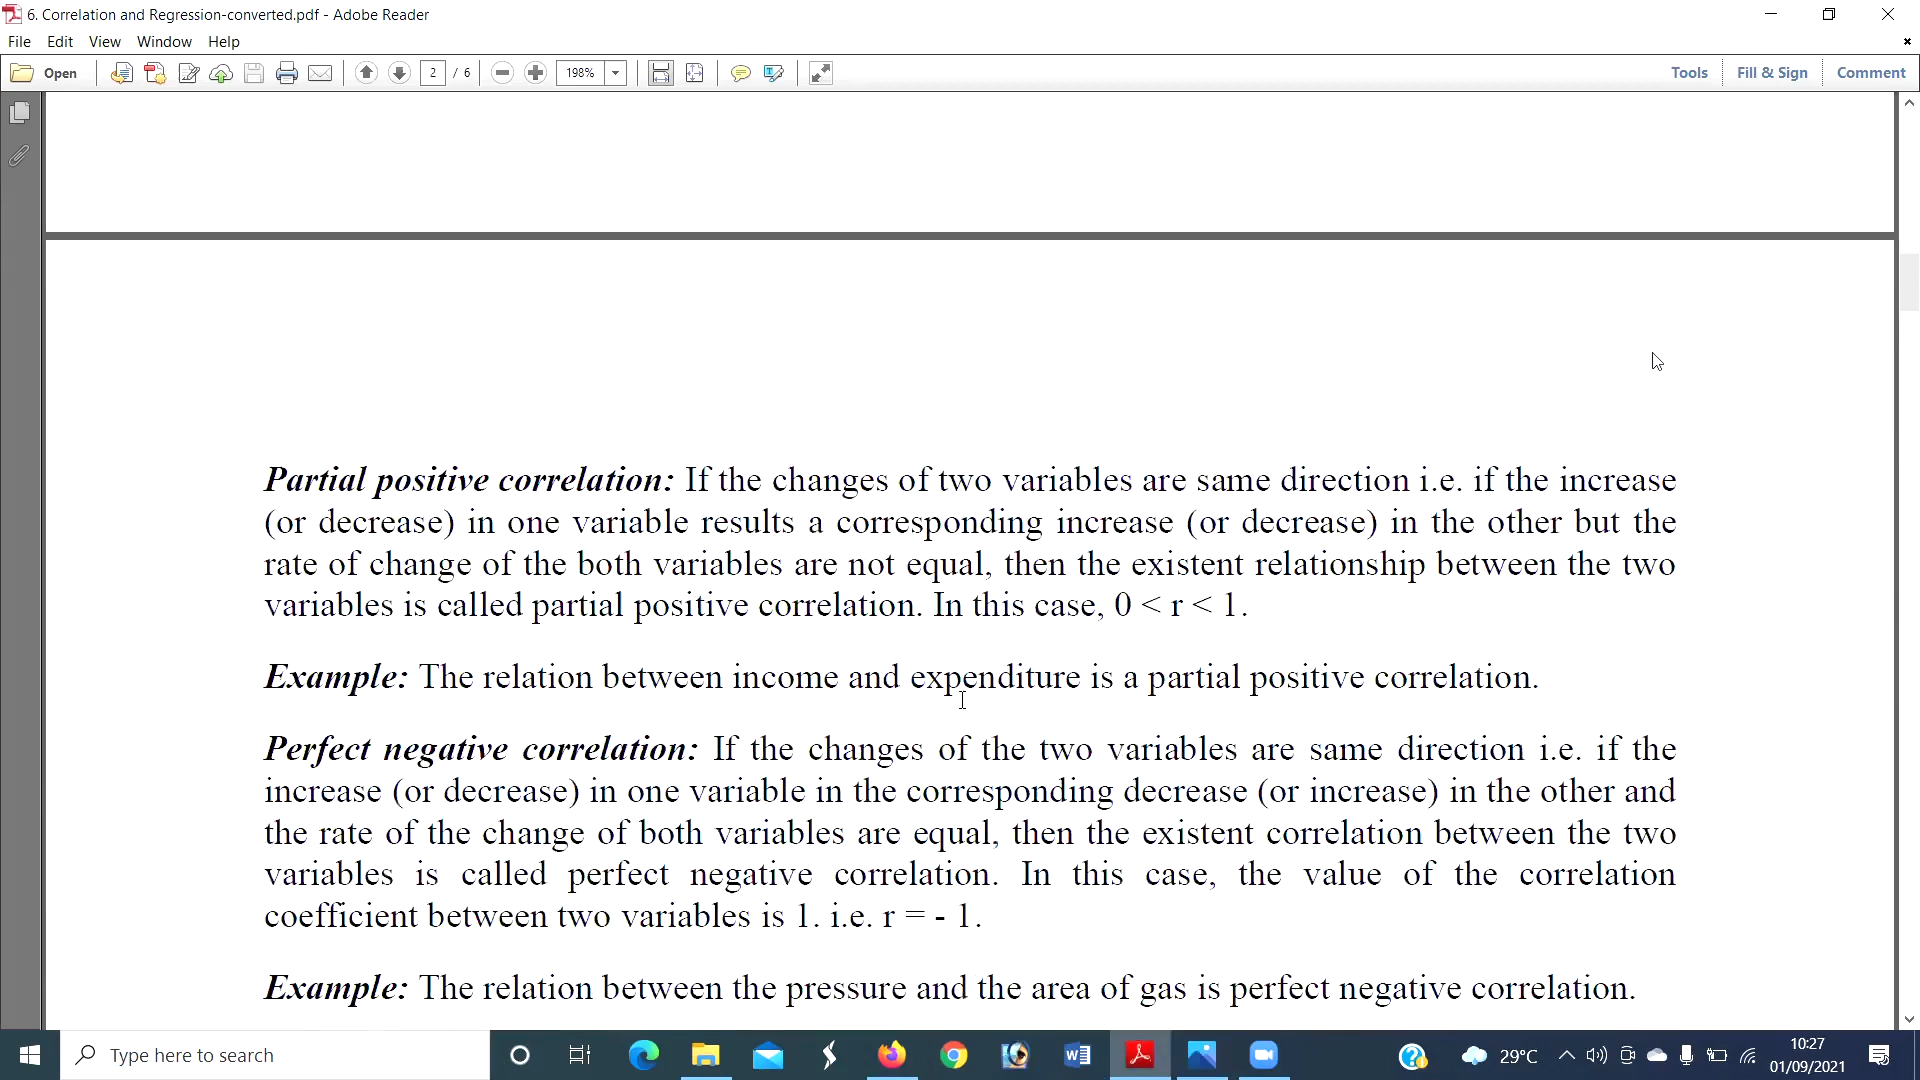 6. Correlation and Regression-converted.pdf - Adobe Reader
File Edit View Window Help
Open 2 / 6 198% Tools Fill & Sign Comment
Partial positive correlation: If the changes of two variables are same direction i.e. if the increase
(or decrease) in one variable results a corresponding increase (or decrease) in the other but the
rate of change of the both variables are not equal, then the existent relationship between the two
variables is called partial positive correlation. In this case, 0 < r < 1.
Example: The relation between income and expenditure is a partial positive correlation.
Perfect negative correlation: If the changes of the two variables are same direction i.e. if the
increase (or decrease) in one variable in the corresponding decrease (or increase) in the other and
the rate of the change of both variables are equal, then the existent correlation between the two
variables is called perfect negative correlation. In this case, the value of the correlation
coefficient between two variables is 1. i.e. r = - 1.
Example: The relation between the pressure and the area of gas is perfect negative correlation.
Type here to search
29°C
10:27
01/09/2021